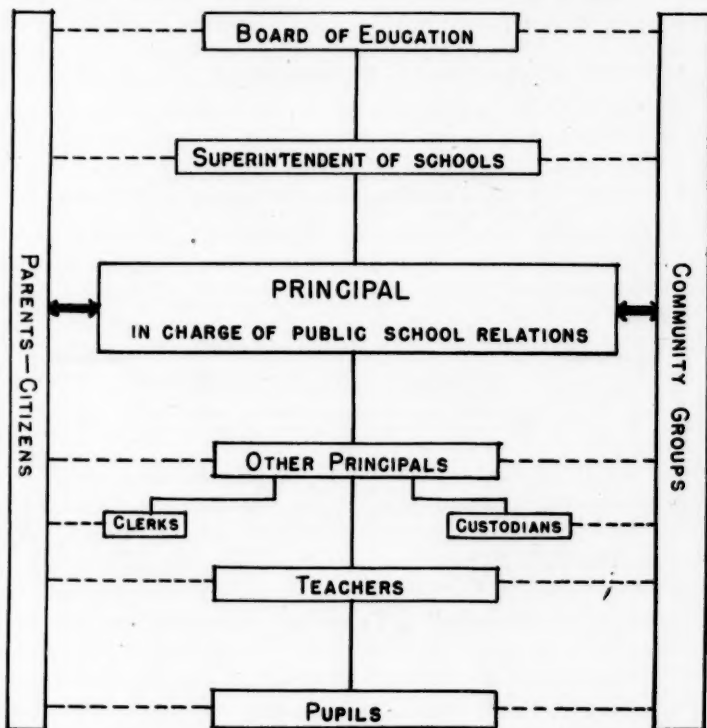 BOARD OF EDUCATION
SUPERINTENDENT OF SCHOOLS
PARENTS—CITIZENS
COMMUNITY GROUPS
PRINCIPAL
IN CHARGE OF PUBLIC SCHOOL RELATIONS
OTHER PRINCIPALS
CLERKS
CUSTODIANS
TEACHERS
PUPILS